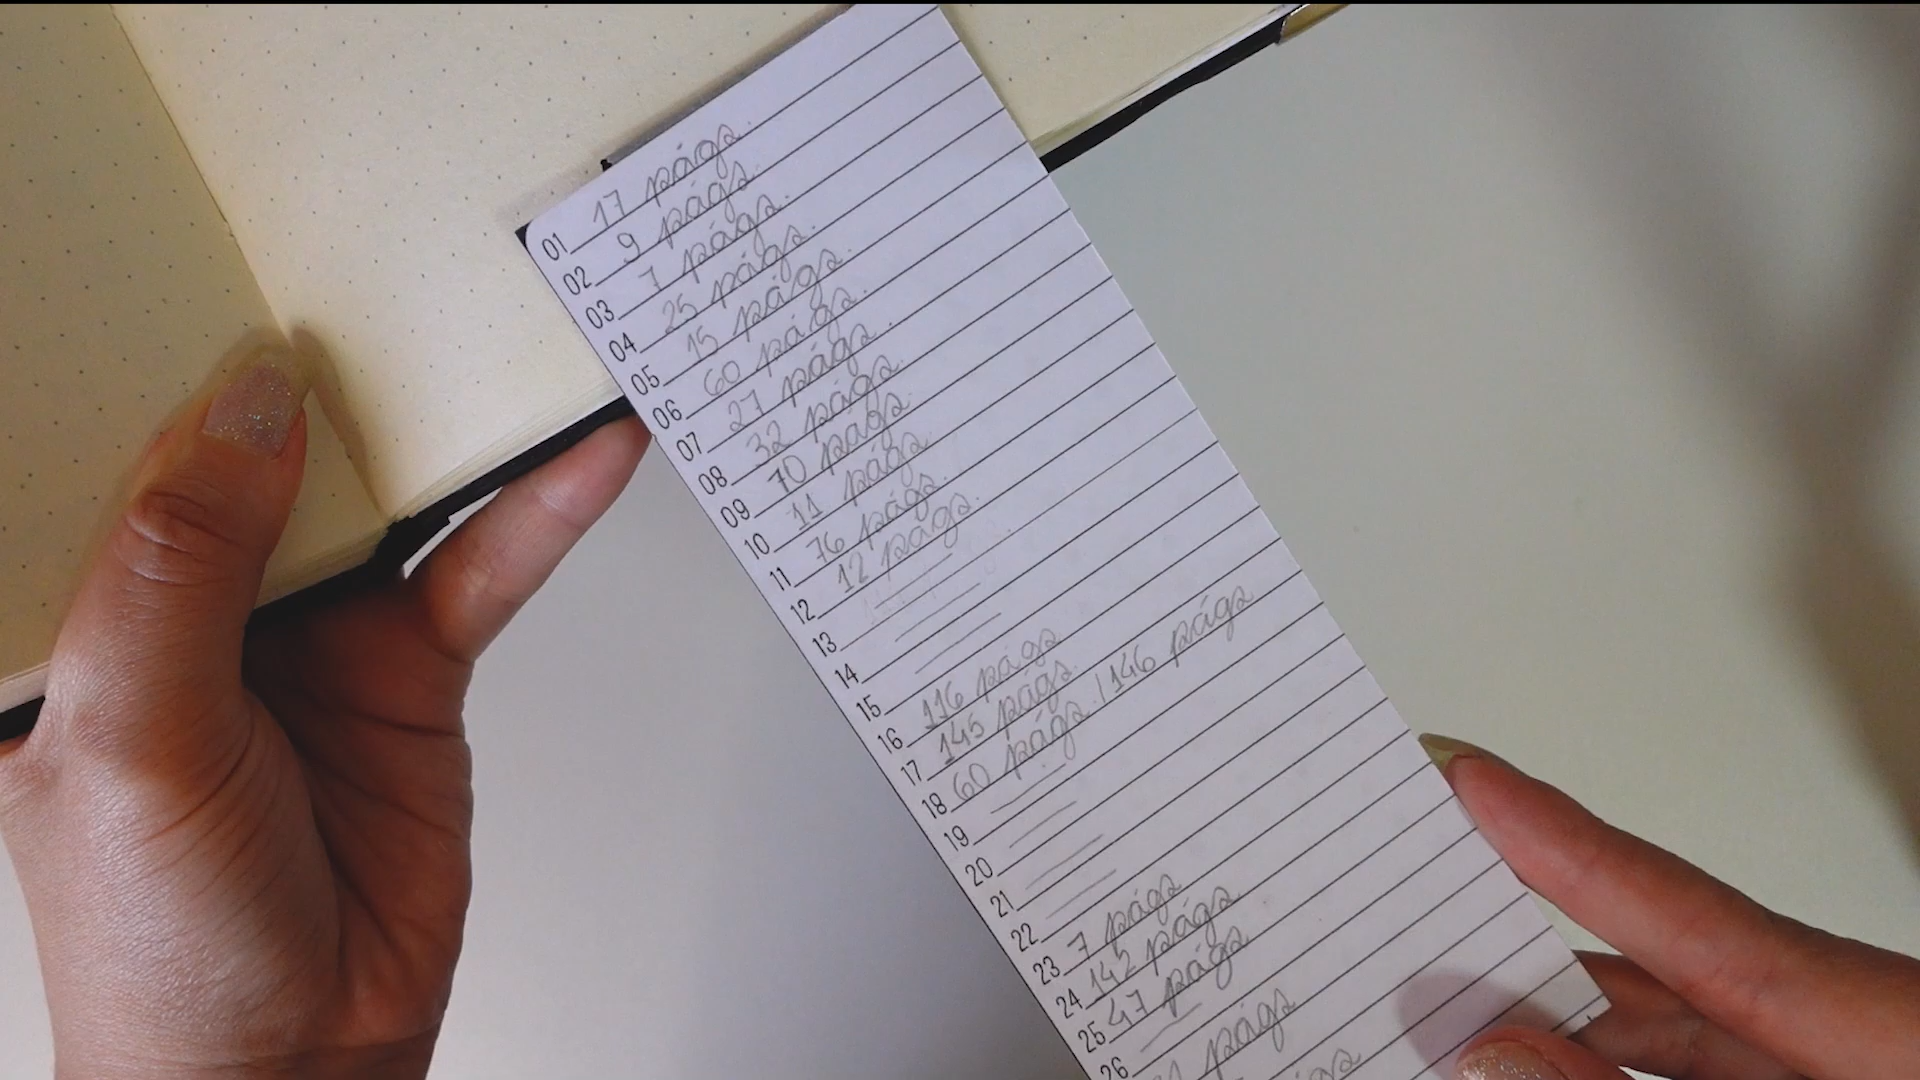 01 17 págs.
02 9 págs.
03 7 págs.
04 25 págs.
05 15 págs.
06 60 págs.
07 27 págs.
08 32 págs.
09 70 págs.
10 11 págs
11 76 págs.
12 12 págs.
13
14
15
16 116 págs
17 145 págs.
18 60 págs. / 146 págs
19
20
21
22
23 7 págs
24 142 págs.
25 47 págs
26
págs